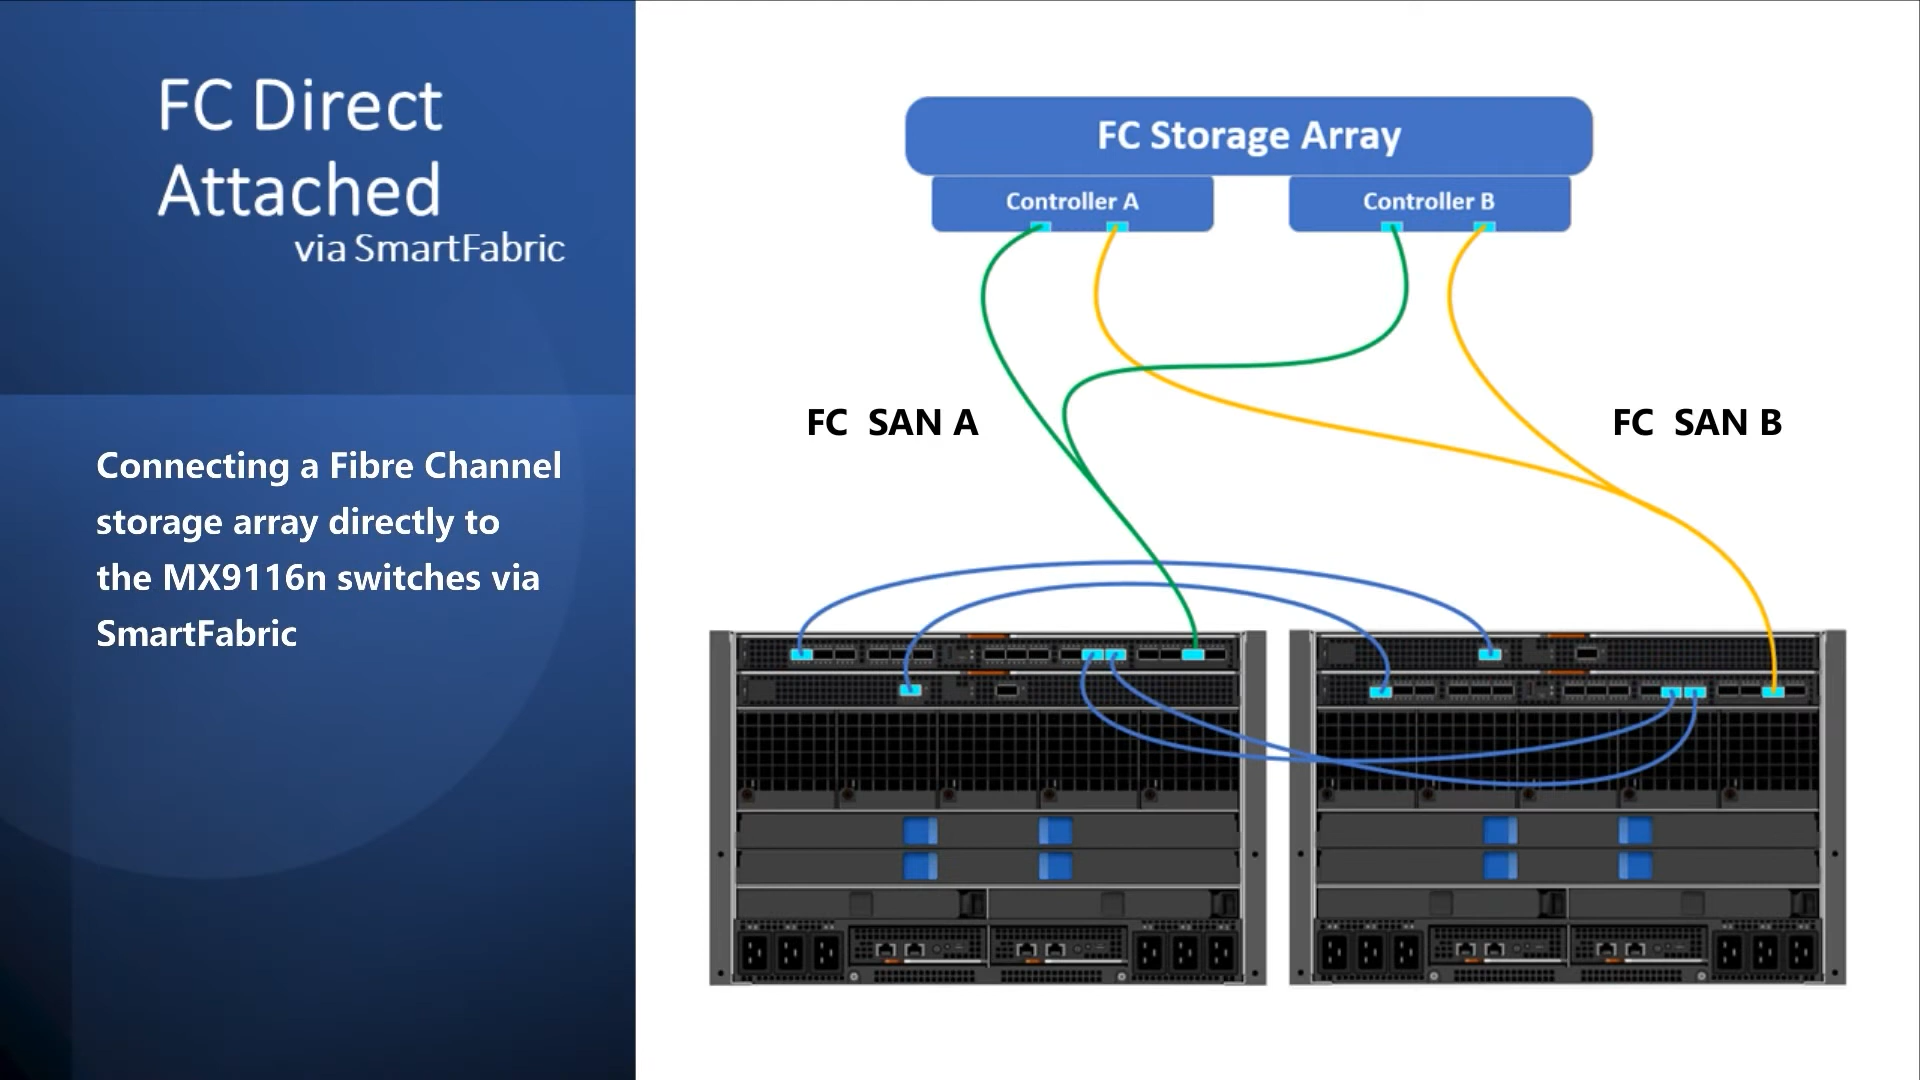 FC Direct
Attached
via SmartFabric
Connecting a Fibre Channel
storage array directly to
the MX9116n switches via
SmartFabric
FC Storage Array
Controller A
Controller B
FC SAN A
FC SAN B